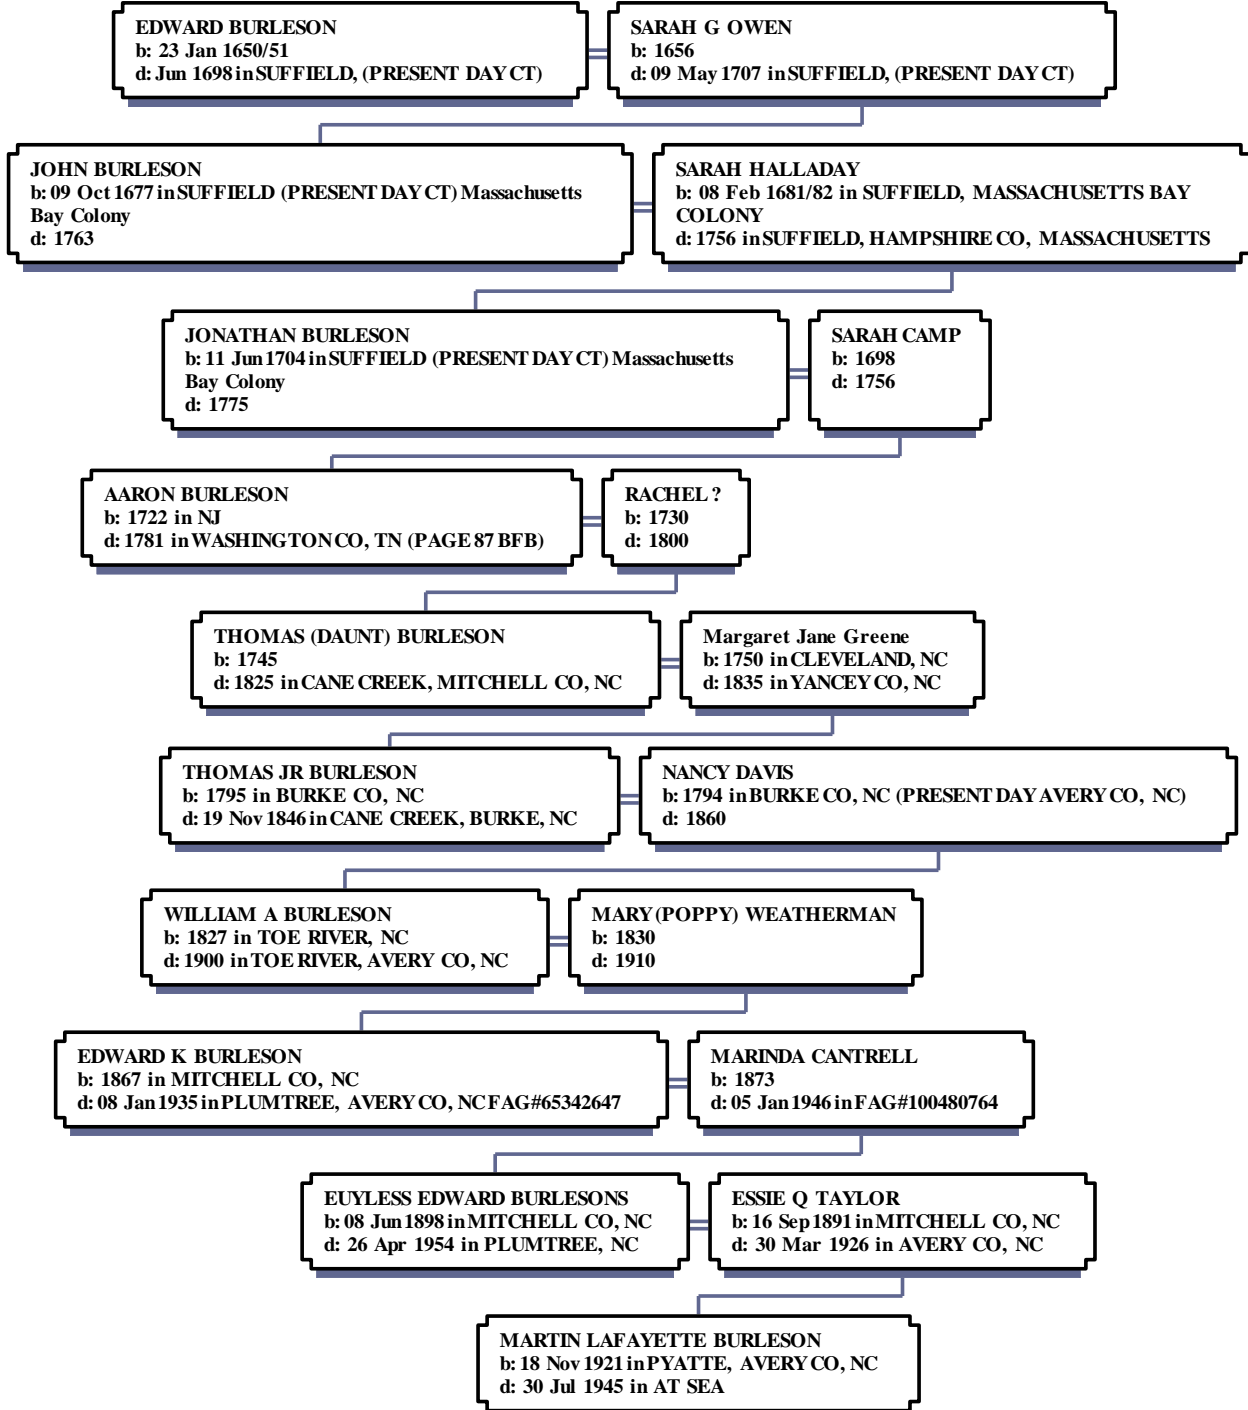 EDWARD BURLESON
b: 23 Jan 1650/51
d: Jun 1698 in SUFFIELD, (PRESENT DAY CT)
SARAH G OWEN
b: 1656
d: 09 May 1707 in SUFFIELD, (PRESENT DAY CT)
JOHN BURLESON
b: 09 Oct 1677 in SUFFIELD (PRESENT DAY CT) Massachusetts
Bay Colony
d: 1763
SARAH HALLADAY
b: 08 Feb 1681/82 in SUFFIELD, MASSACHUSETTS BAY
COLONY
d: 1756 in SUFFIELD, HAMPSHIRE CO, MASSACHUSETTS
JONATHAN BURLESON
b: 11 Jun 1704 in SUFFIELD (PRESENT DAY CT) Massachusetts
Bay Colony
d: 1775
SARAH CAMP
b: 1698
d: 1756
AARON BURLESON
b: 1722 in NJ
d: 1781 in WASHINGTON CO, TN (PAGE 87 BFB)
RACHEL ?
b: 1730
d: 1800
THOMAS (DAUNT) BURLESON
b: 1745
d: 1825 in CANE CREEK, MITCHELL CO, NC
Margaret Jane Greene
b: 1750 in CLEVELAND, NC
d: 1835 in YANCEY CO, NC
THOMAS JR BURLESON
b: 1795 in BURKE CO, NC
d: 19 Nov 1846 in CANE CREEK, BURKE, NC
NANCY DAVIS
b: 1794 in BURKE CO, NC (PRESENT DAY AVERY CO, NC)
d: 1860
WILLIAM A BURLESON
b: 1827 in TOE RIVER, NC
d: 1900 in TOE RIVER, AVERY CO, NC
MARY (POPPY) WEATHERMAN
b: 1830
d: 1910
EDWARD K BURLESON
b: 1867 in MITCHELL CO, NC
d: 08 Jan 1935 in PLUMTREE, AVERY CO, NC FAG#65342647
MARINDA CANTRELL
b: 1873
d: 05 Jan 1946 in FAG#100480764
EUYLESS EDWARD BURLESONS
b: 08 Jun 1898 in MITCHELL CO, NC
d: 26 Apr 1954 in PLUMTREE, NC
ESSIE Q TAYLOR
b: 16 Sep 1891 in MITCHELL CO, NC
d: 30 Mar 1926 in AVERY CO, NC
MARTIN LAFAYETTE BURLESON
b: 18 Nov 1921 in PYATTE, AVERY CO, NC
d: 30 Jul 1945 in AT SEA